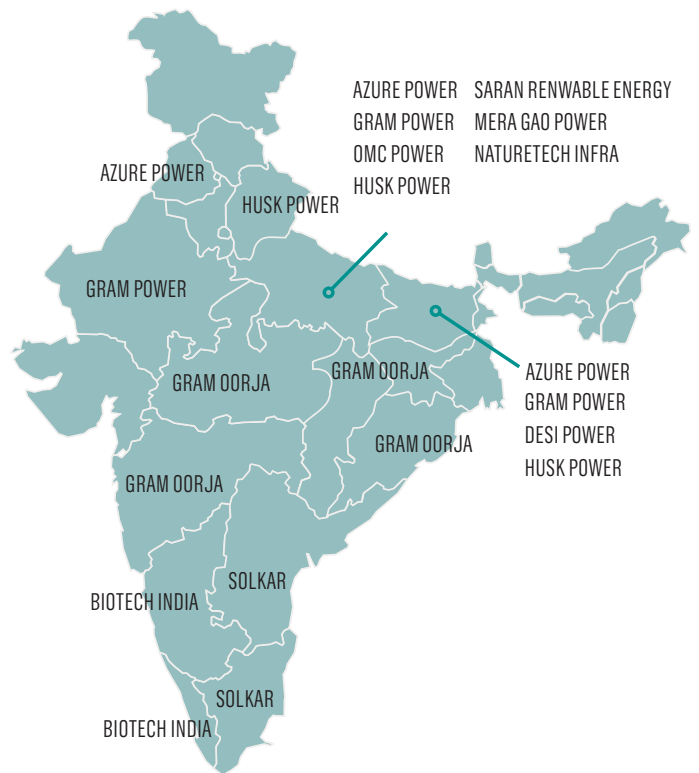 AZURE POWER SARAN RENWABLE ENERGY
GRAM POWER MERA GAO POWER
OMC POWER NATURETECH INFRA
HUSK POWER
AZURE POWER
HUSK POWER
GRAM POWER
GRAM OORJA
GRAM OORJA
AZURE POWER
GRAM POWER
DESI POWER
HUSK POWER
GRAM OORJA
GRAM OORJA
SOLKAR
BIOTECH INDIA
SOLKAR
BIOTECH INDIA